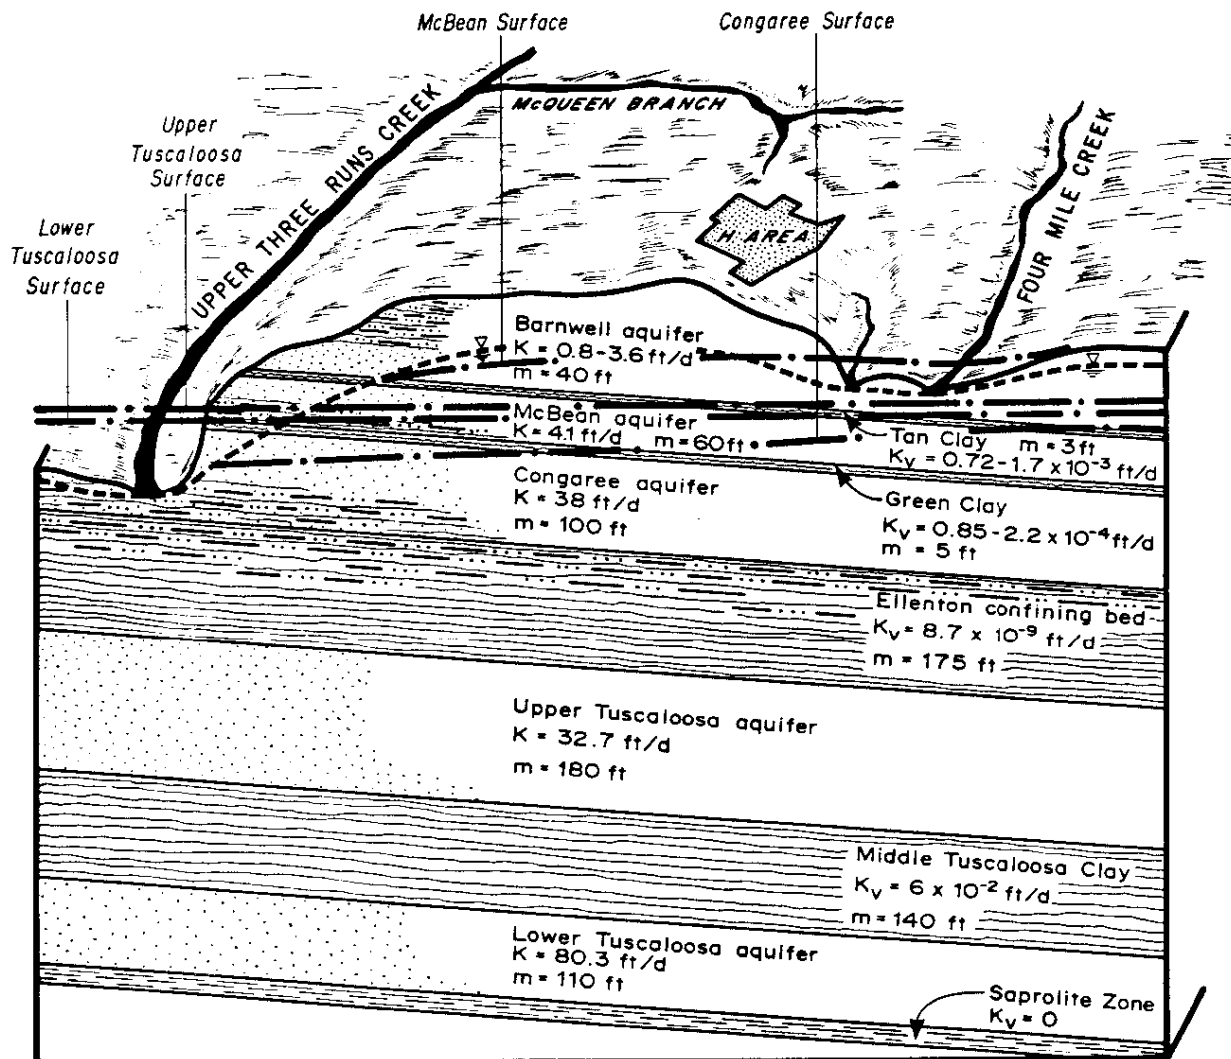 McBean Surface
Congaree Surface
Upper
Tuscaloosa
Surface
Lower
Tuscaloosa
Surface
UPPER THREE RUNS CREEK
McQUEEN BRANCH
H AREA
FOUR MILE CREEK
Barnwell aquifer
K = 0.8-3.6 ft/d
m = 40 ft
McBean aquifer
K = 4.1 ft/d m = 60 ft
Tan Clay m = 3 ft
Kv = 0.72-1.7 x 10⁻³ ft/d
Congaree aquifer
K = 38 ft/d
m = 100 ft
Green Clay
Kv = 0.85-2.2 x 10⁻⁴ ft/d
m = 5 ft
Ellenton confining bed
Kv = 8.7 x 10⁻⁹ ft/d
m = 175 ft
Upper Tuscaloosa aquifer
K = 32.7 ft/d
m = 180 ft
Middle Tuscaloosa Clay
Kv = 6 x 10⁻² ft/d
m = 140 ft
Lower Tuscaloosa aquifer
K = 80.3 ft/d
m = 110 ft
Saprolite Zone
Kv = 0